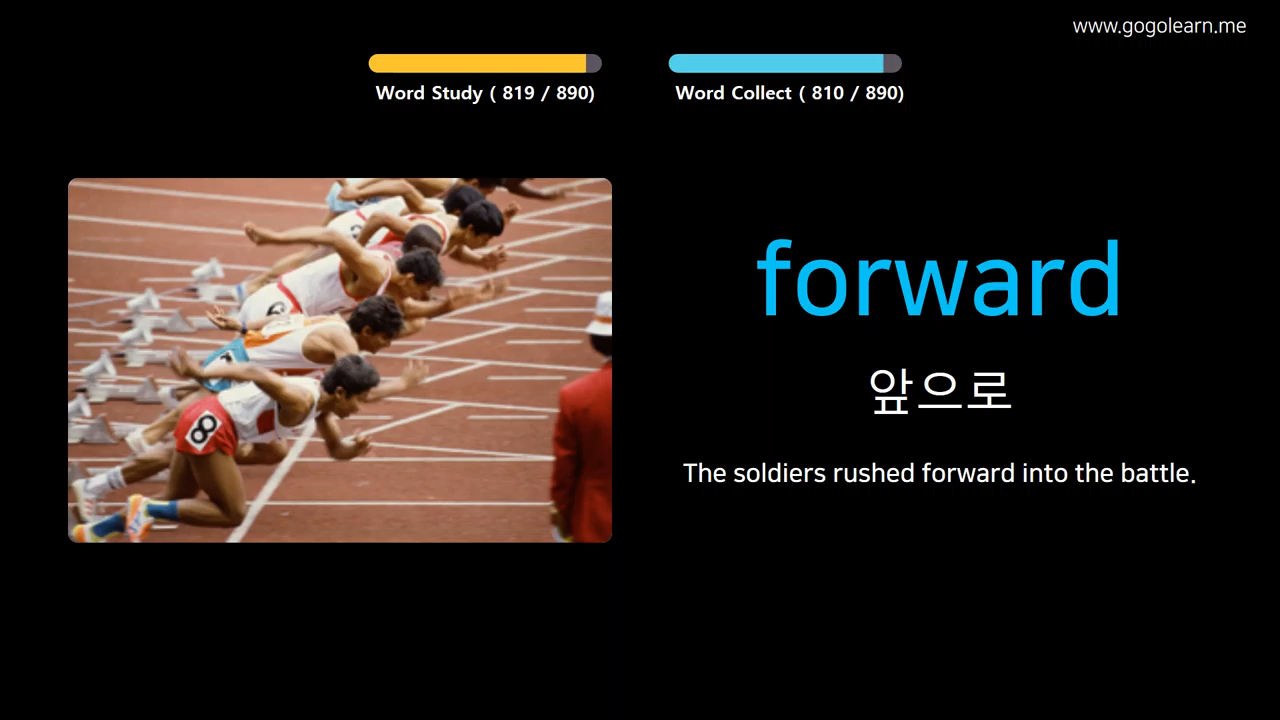 www.gogolearn.me
Word Study ( 819 / 890)
Word Collect ( 810 / 890)
8
forward
앞으로
The soldiers rushed forward into the battle.